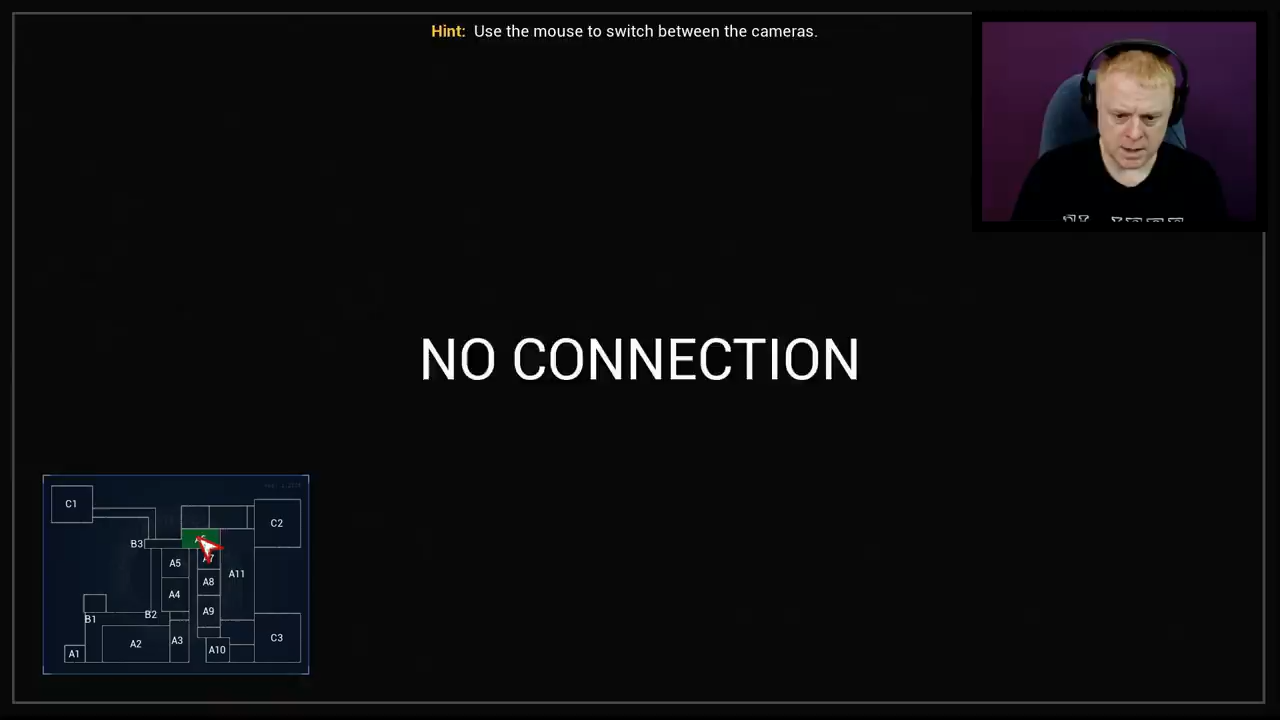 Hint: Use the mouse to switch between the cameras.
NO CONNECTION
C1
C2
B3
A5
A7
A8
A11
A4
A9
B1
B2
A2
A3
A10
C3
A1